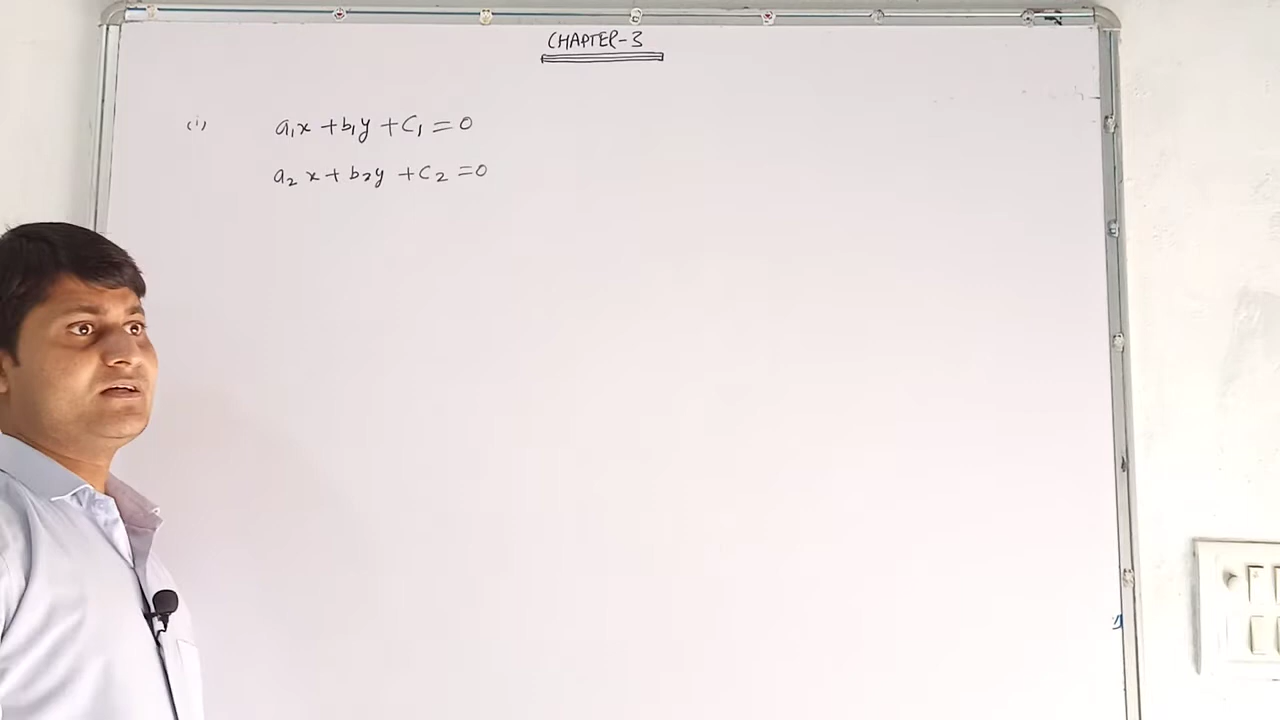 CHAPTER-3
(i) a₁x + b₁y + C₁ = 0
a₂x + b₂y + C₂ = 0